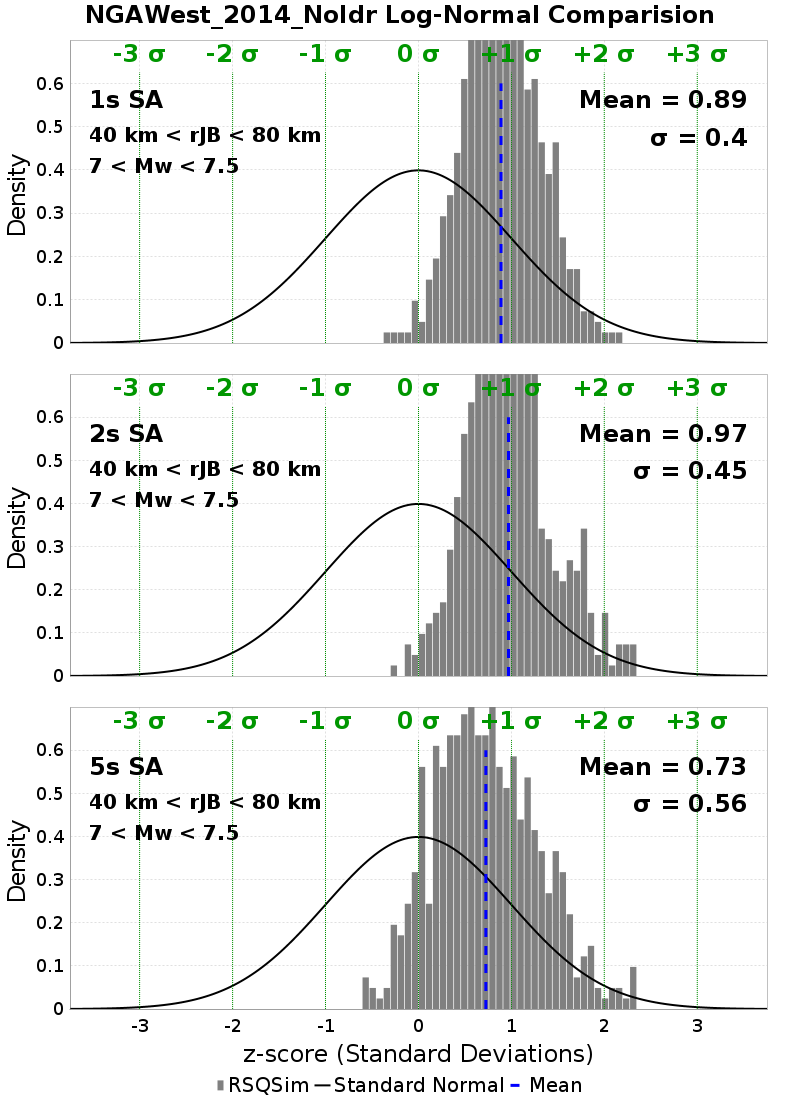 NGAWest_2014_NoIdr Log-Normal Comparision
-3 σ -2 σ -1 σ 0 σ +1 σ +2 σ +3 σ
1s SA
Mean = 0.89
40 km < rJB < 80 km
σ = 0.4
7 < Mw < 7.5
Density
0.6
0.5
0.4
0.3
0.2
0.1
0
-3 σ -2 σ -1 σ 0 σ +1 σ +2 σ +3 σ
2s SA
Mean = 0.97
40 km < rJB < 80 km
σ = 0.45
7 < Mw < 7.5
Density
0.6
0.5
0.4
0.3
0.2
0.1
0
-3 σ -2 σ -1 σ 0 σ +1 σ +2 σ +3 σ
5s SA
Mean = 0.73
40 km < rJB < 80 km
σ = 0.56
7 < Mw < 7.5
Density
0.6
0.5
0.4
0.3
0.2
0.1
0
-3 -2 -1 0 1 2 3
z-score (Standard Deviations)
RSQSim Standard Normal Mean